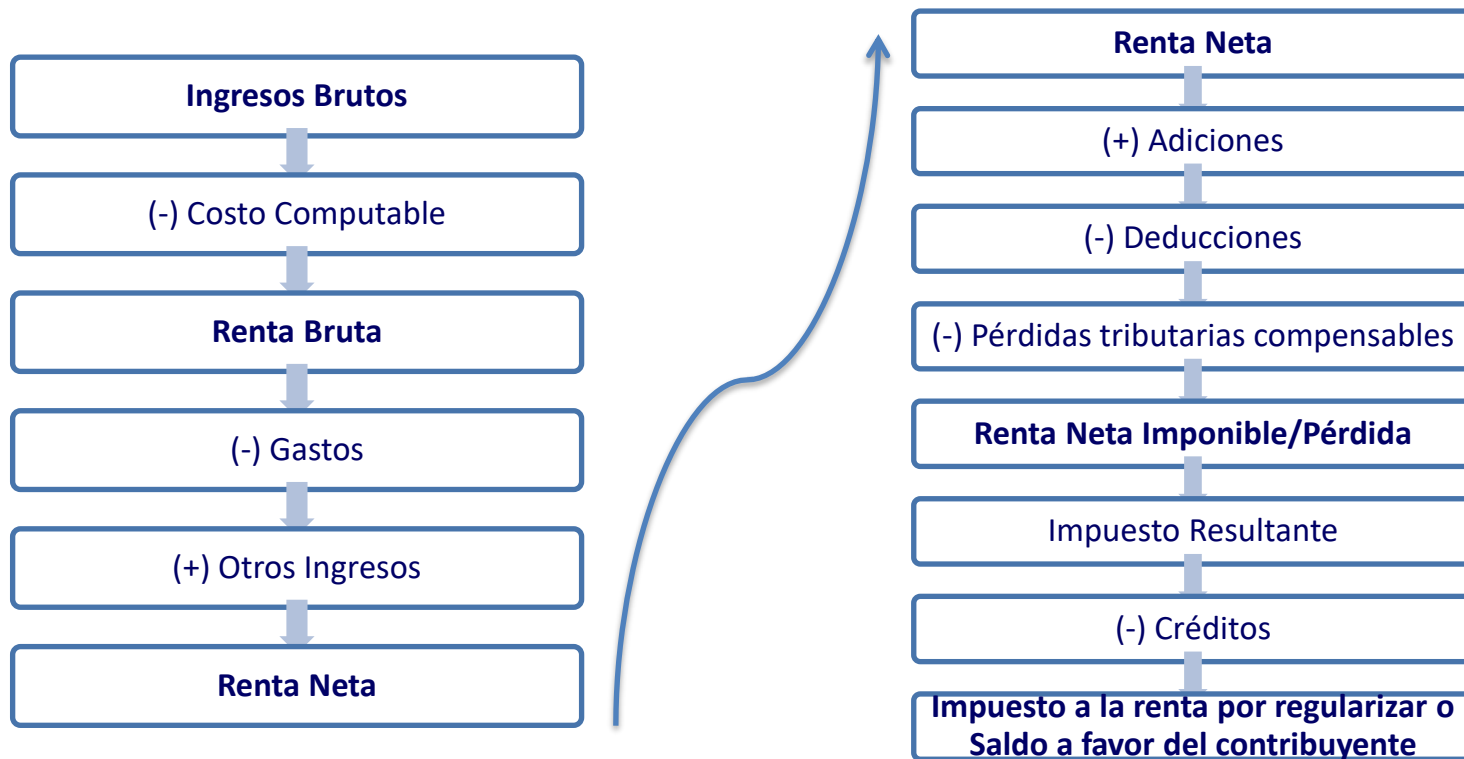 Ingresos Brutos
(-) Costo Computable
Renta Bruta
(-) Gastos
(+) Otros Ingresos
Renta Neta
Renta Neta
(+) Adiciones
(-) Deducciones
(-) Pérdidas tributarias compensables
Renta Neta Imponible/Pérdida
Impuesto Resultante
(-) Créditos
Impuesto a la renta por regularizar o
Saldo a favor del contribuyente